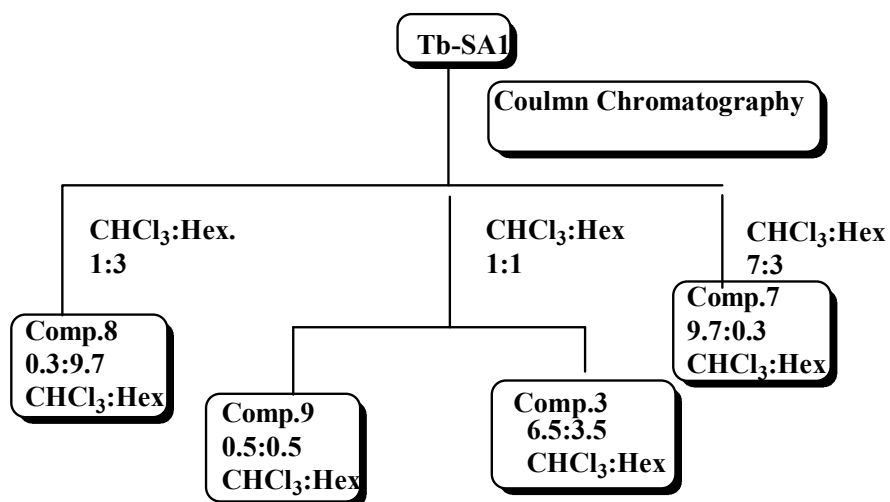 Tb-SA1
Coulmn Chromatography
CHCl₃:Hex.
1:3
CHCl₃:Hex
1:1
CHCl₃:Hex
7:3
Comp.8
0.3:9.7
CHCl₃:Hex
Comp.9
0.5:0.5
CHCl₃:Hex
Comp.3
6.5:3.5
CHCl₃:Hex
Comp.7
9.7:0.3
CHCl₃:Hex